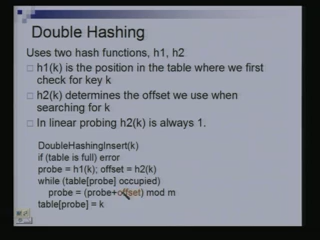 Double Hashing
Uses two hash functions, h1, h2
h1(k) is the position in the table where we first
check for key k
h2(k) determines the offset we use when
searching for k
In linear probing h2(k) is always 1.
DoubleHashingInsert(k)
if (table is full) error
probe = h1(k); offset = h2(k)
while (table[probe] occupied)
probe = (probe+offset) mod m
table[probe] = k